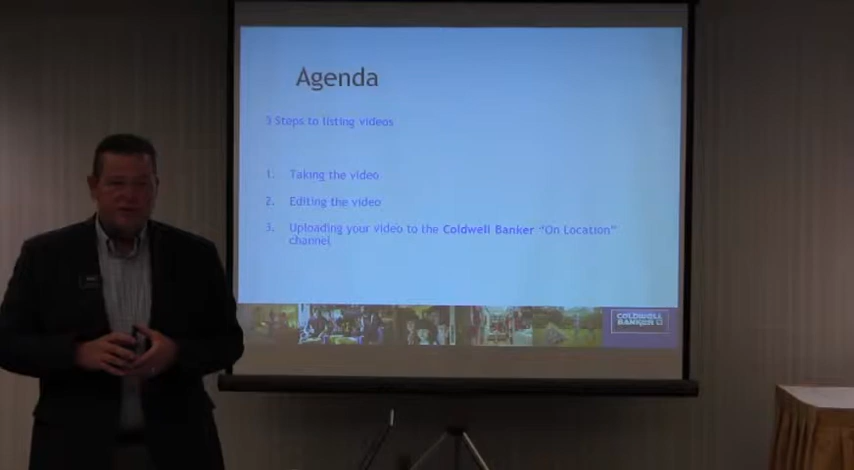 Agenda
3 Steps to listing videos
1. Taking the video
2. Editing the video
3. Uploading your video to the Coldwell Banker "On Location"
channel
COLDWELL
BANKER